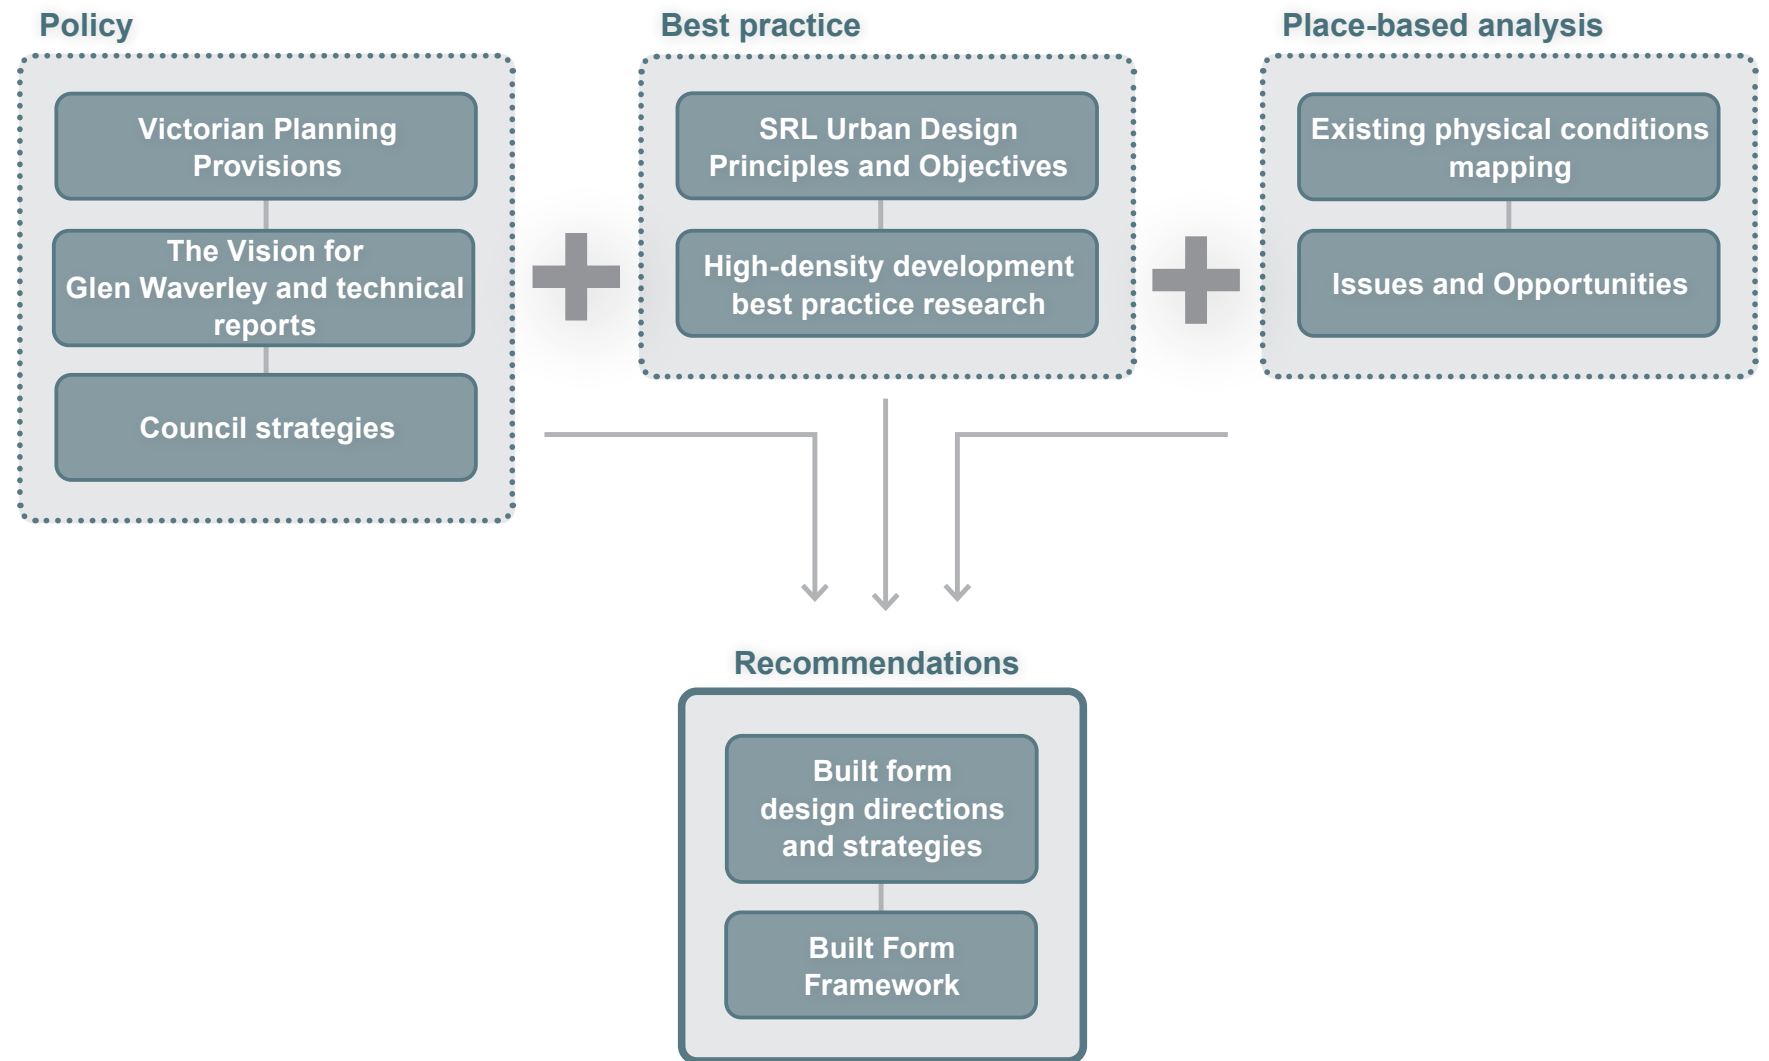 Policy
Victorian Planning
Provisions
The Vision for
Glen Waverley and technical
reports
Council strategies
Best practice
SRL Urban Design
Principles and Objectives
High-density development
best practice research
Place-based analysis
Existing physical conditions
mapping
Issues and Opportunities
Recommendations
Built form
design directions
and strategies
Built Form
Framework